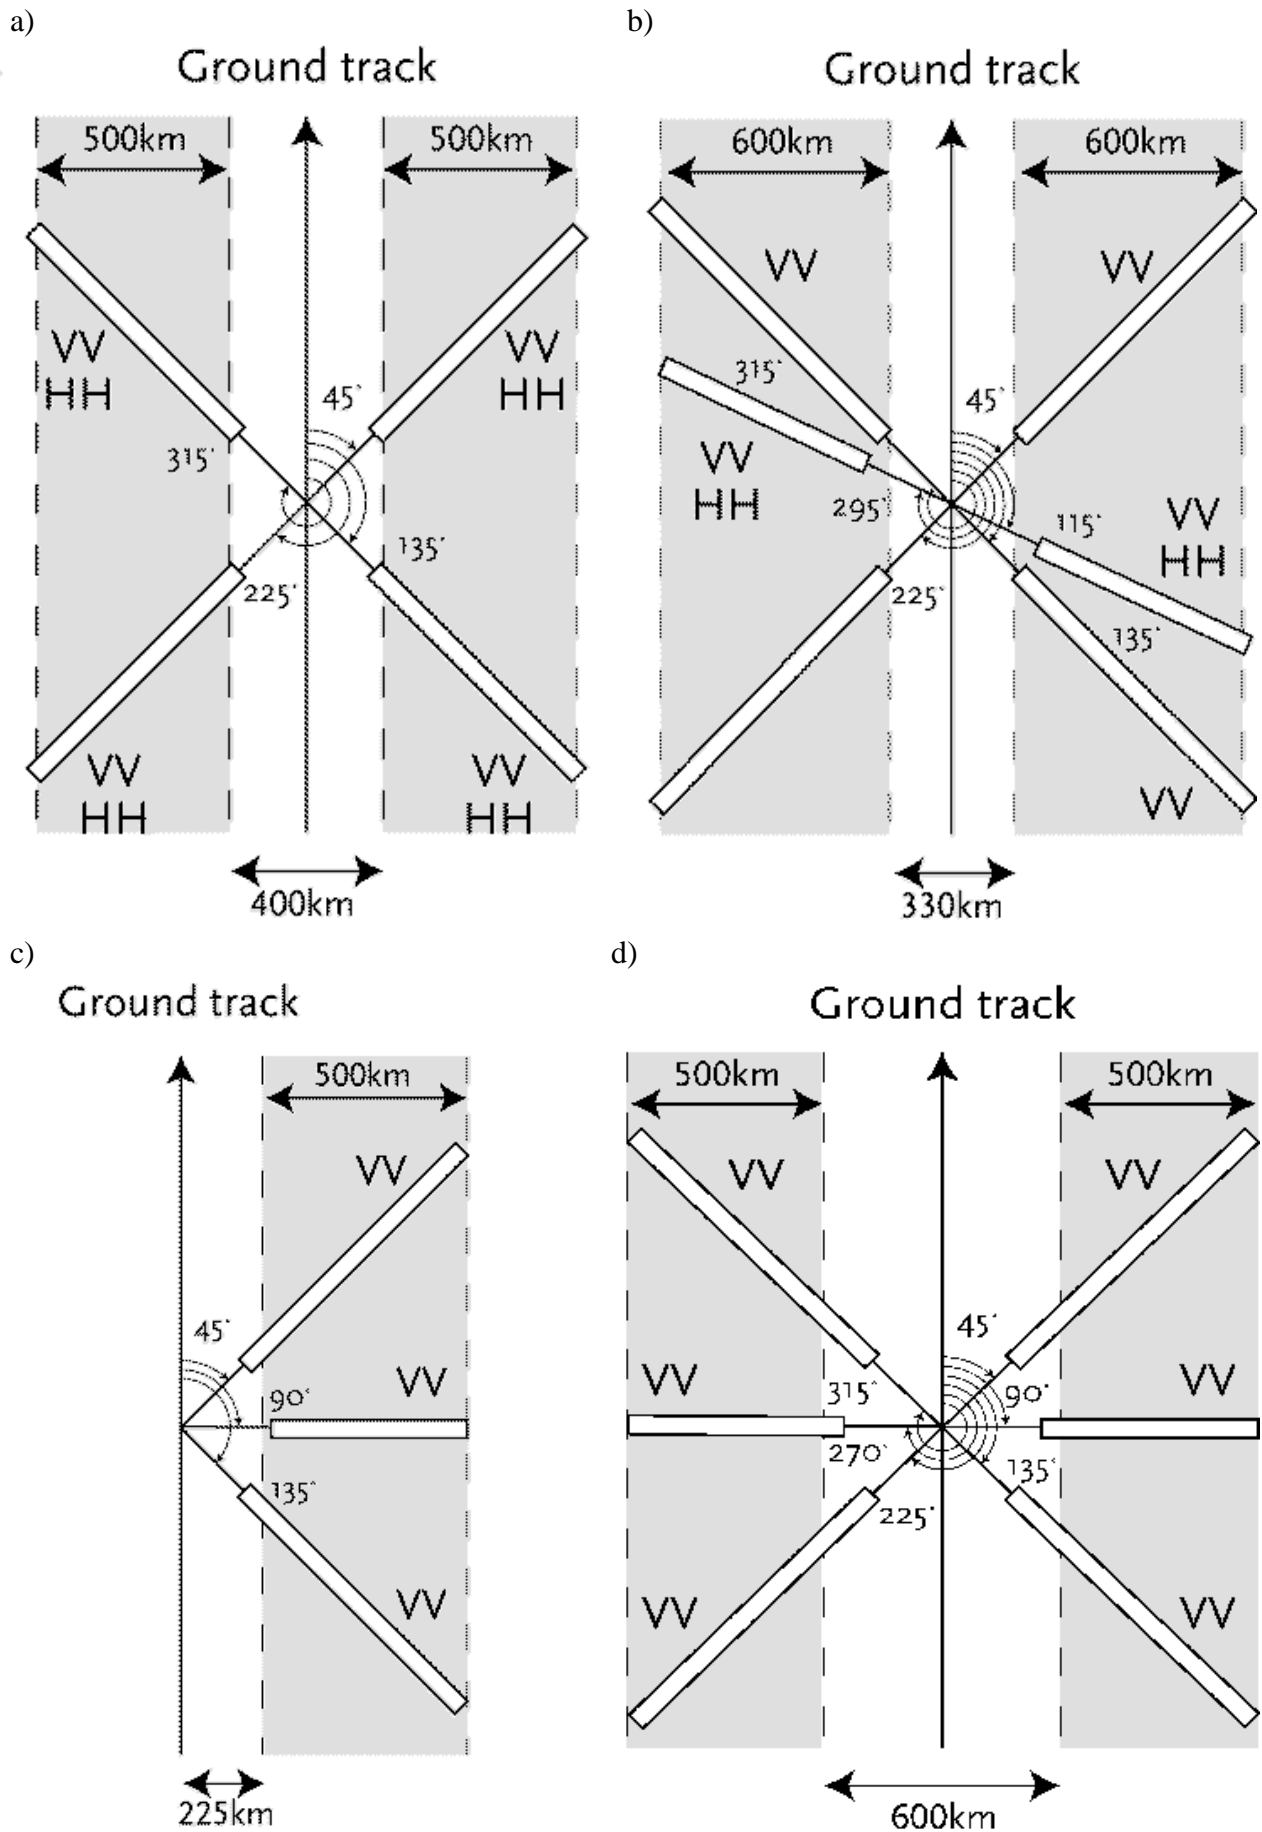 a)
Ground track
500km 500km
VV
HH
VV
HH
45°
315°
135°
225°
VV
HH
VV
HH
400km
b)
Ground track
600km 600km
VV VV
315°
45°
VV
HH
295°
115°
VV
HH
225°
135°
VV
330km
c)
Ground track
500km
VV
45°
VV
90°
135°
VV
225km
d)
Ground track
500km 500km
VV VV
45°
VV
315°
90°
VV
270°
135°
225°
VV VV
600km